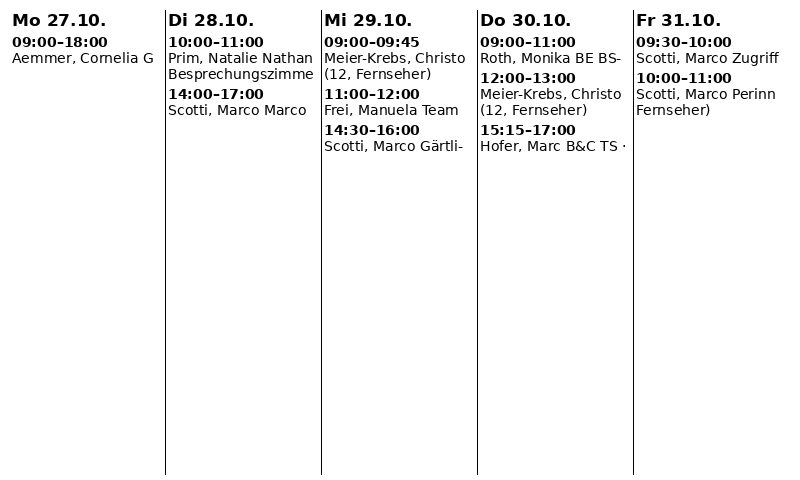 Mo 27.10.
09:00–18:00
Aemmer, Cornelia G
Di 28.10.
10:00–11:00
Prim, Natalie Nathan
Besprechungszimme
14:00–17:00
Scotti, Marco Marco
Mi 29.10.
09:00–09:45
Meier-Krebs, Christo
(12, Fernseher)
11:00–12:00
Frei, Manuela Team
14:30–16:00
Scotti, Marco Gärtli-
Do 30.10.
09:00–11:00
Roth, Monika BE BS-
12:00–13:00
Meier-Krebs, Christo
(12, Fernseher)
15:15–17:00
Hofer, Marc B&C TS ·
Fr 31.10.
09:30–10:00
Scotti, Marco Zugriff
10:00–11:00
Scotti, Marco Perinn
Fernseher)